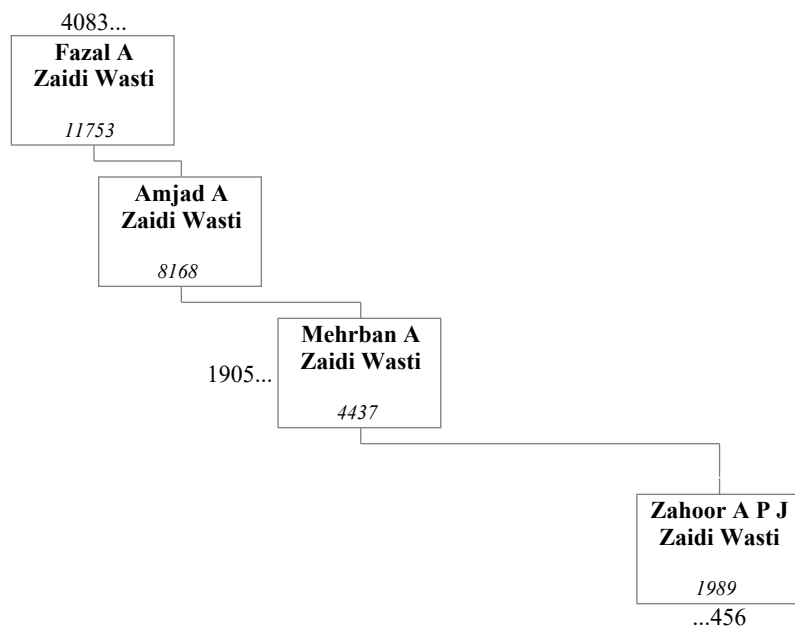 4083...
Fazal A
Zaidi Wasti
11753
Amjad A
Zaidi Wasti
8168
Mehrban A
Zaidi Wasti
1905...
4437
Zahoor A P J
Zaidi Wasti
1989
...456